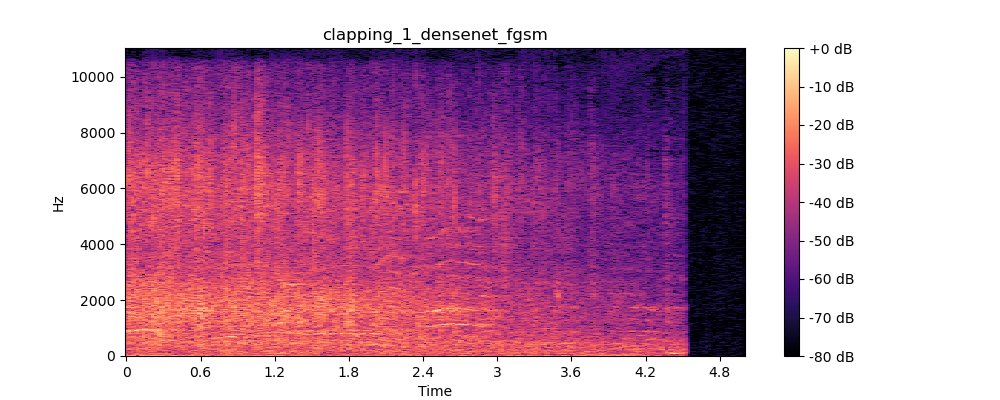 clapping_1_densenet_fgsm
Hz
10000
8000
6000
4000
2000
0
0 0.6 1.2 1.8 2.4 3 3.6 4.2 4.8
Time
+0 dB
-10 dB
-20 dB
-30 dB
-40 dB
-50 dB
-60 dB
-70 dB
-80 dB